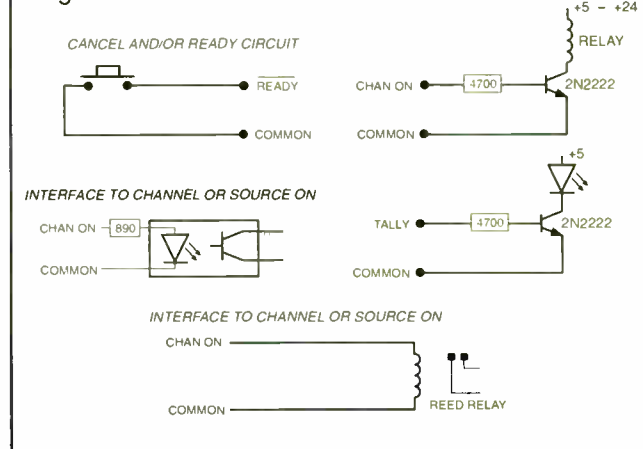 +5 - +24
CANCEL AND/OR READY CIRCUIT
RELAY
READY
CHAN ON
4700
2N2222
COMMON
COMMON
+5
INTERFACE TO CHANNEL OR SOURCE ON
CHAN ON
890
TALLY
4700
2N2222
COMMON
COMMON
INTERFACE TO CHANNEL OR SOURCE ON
CHAN ON
REED RELAY
COMMON